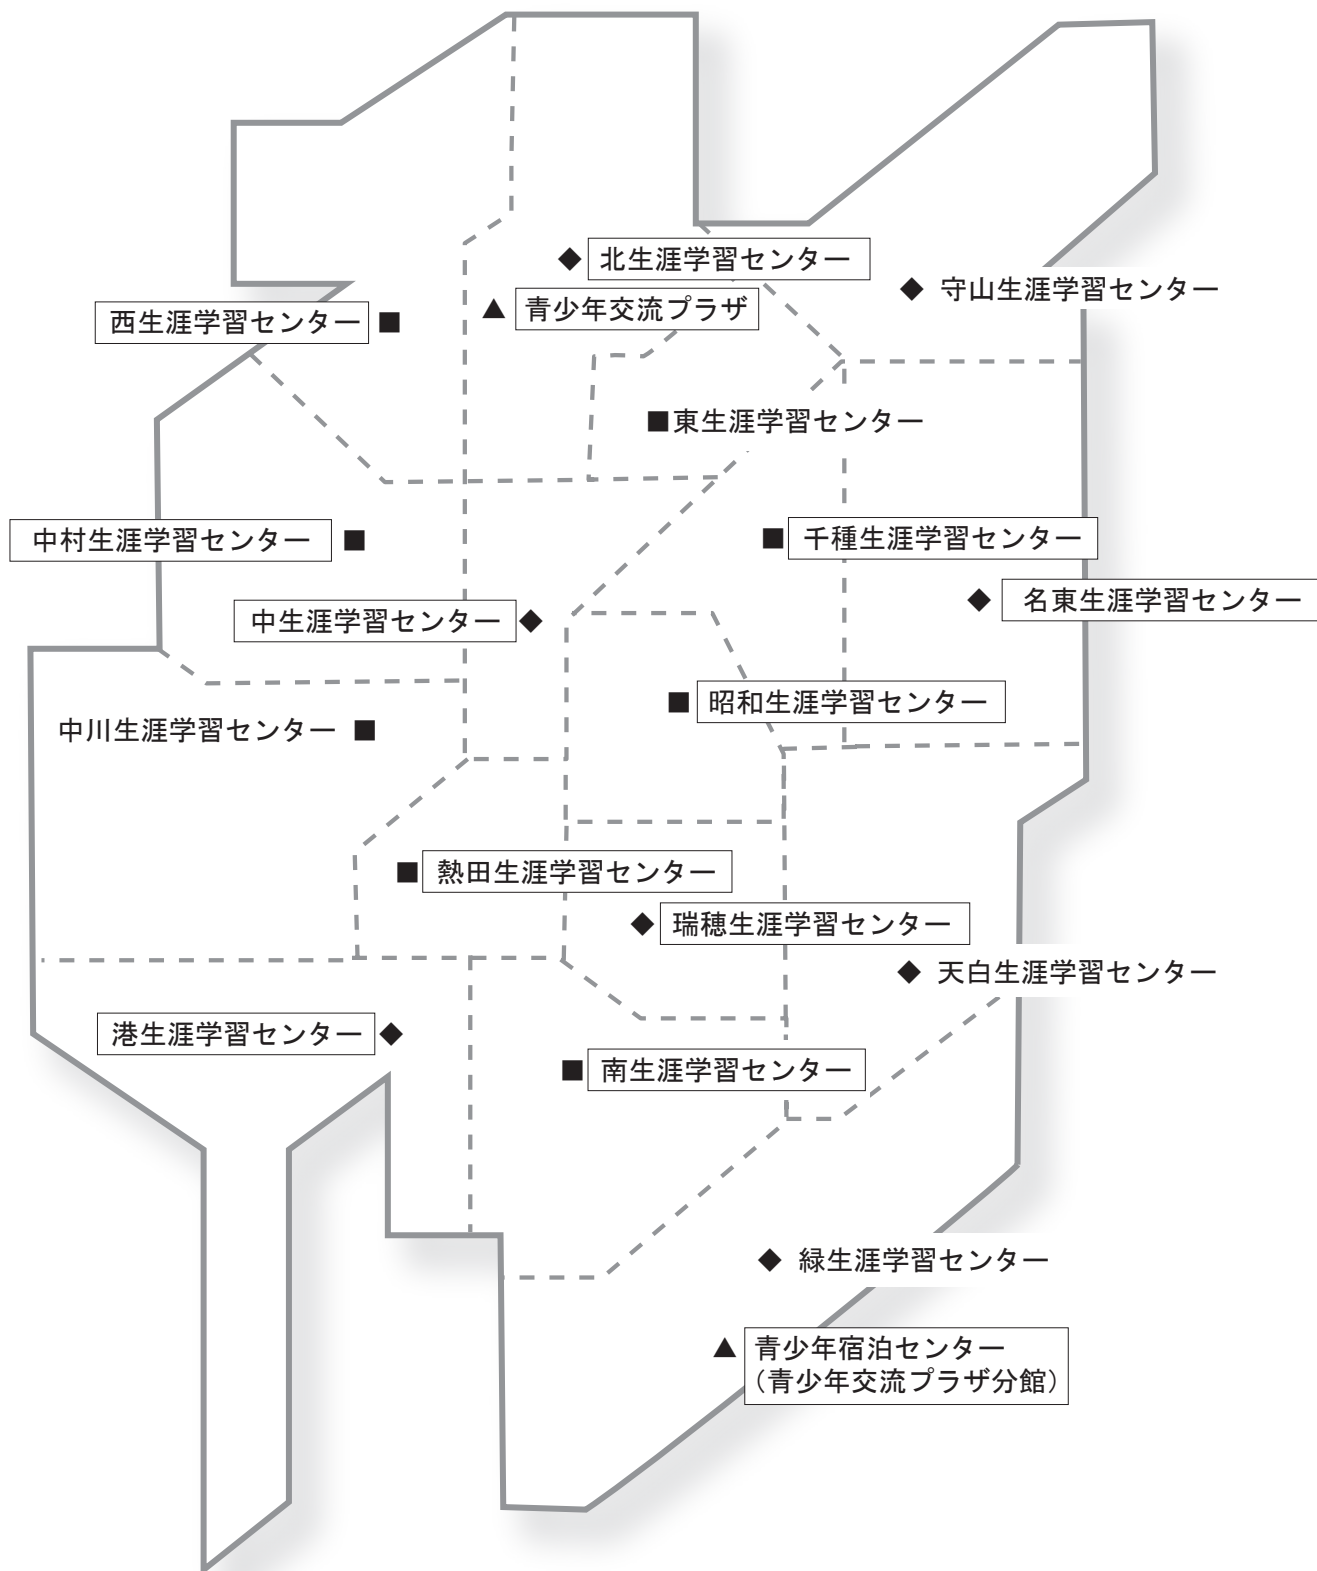 ◆ 北生涯学習センター
◆ 守山生涯学習センター
▲ 青少年交流プラザ
西生涯学習センター ■
■東生涯学習センター
中村生涯学習センター ■
■ 千種生涯学習センター
◆ 名東生涯学習センター
中生涯学習センター ◆
■ 昭和生涯学習センター
中川生涯学習センター ■
■ 熱田生涯学習センター
◆ 瑞穂生涯学習センター
◆ 天白生涯学習センター
港生涯学習センター ◆
■ 南生涯学習センター
◆ 緑生涯学習センター
▲ 青少年宿泊センター
（青少年交流プラザ分館）